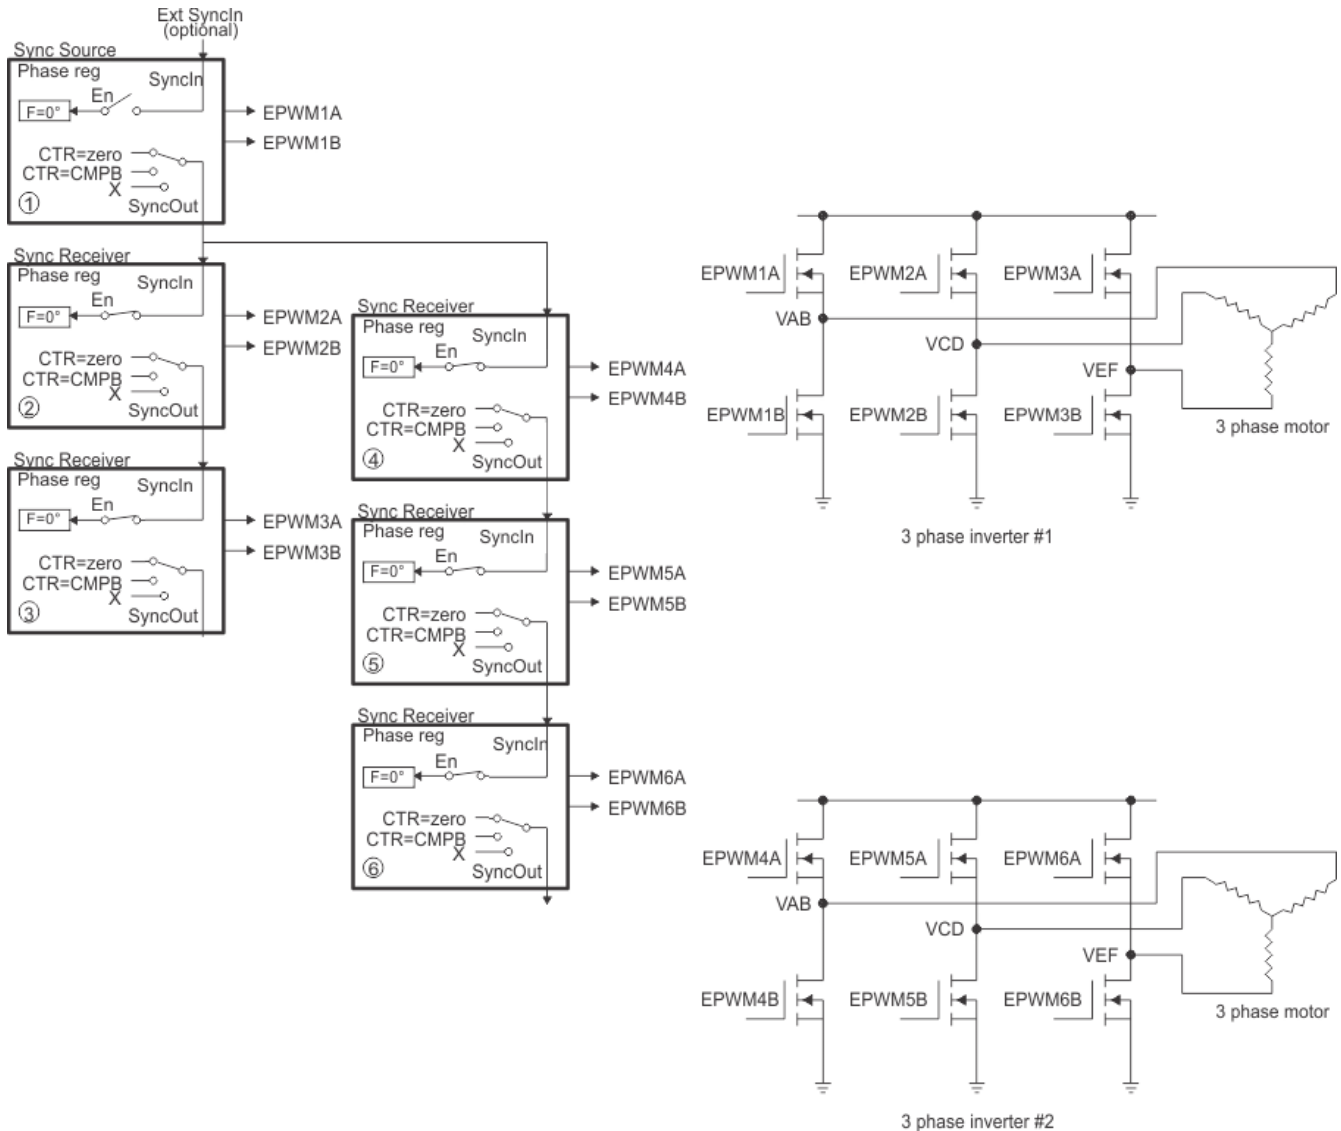 Ext SyncIn
(optional)
Sync Source
Phase reg
SyncIn
En
F=0°
EPWM1A
EPWM1B
CTR=zero
CTR=CMPB
X
1
SyncOut
Sync Receiver
Phase reg
SyncIn
En
F=0°
EPWM2A
EPWM2B
CTR=zero
CTR=CMPB
X
2
SyncOut
Sync Receiver
Phase reg
SyncIn
En
F=0°
EPWM3A
EPWM3B
CTR=zero
CTR=CMPB
X
3
SyncOut
Sync Receiver
Phase reg
SyncIn
En
F=0°
EPWM4A
EPWM4B
CTR=zero
CTR=CMPB
X
4
SyncOut
Sync Receiver
Phase reg
SyncIn
En
F=0°
EPWM5A
EPWM5B
CTR=zero
CTR=CMPB
X
5
SyncOut
Sync Receiver
Phase reg
SyncIn
En
F=0°
EPWM6A
EPWM6B
CTR=zero
CTR=CMPB
X
6
SyncOut
EPWM1A
EPWM2A
EPWM3A
VAB
VCD
VEF
EPWM1B
EPWM2B
EPWM3B
3 phase motor
3 phase inverter #1
EPWM4A
EPWM5A
EPWM6A
VAB
VCD
VEF
EPWM4B
EPWM5B
EPWM6B
3 phase motor
3 phase inverter #2